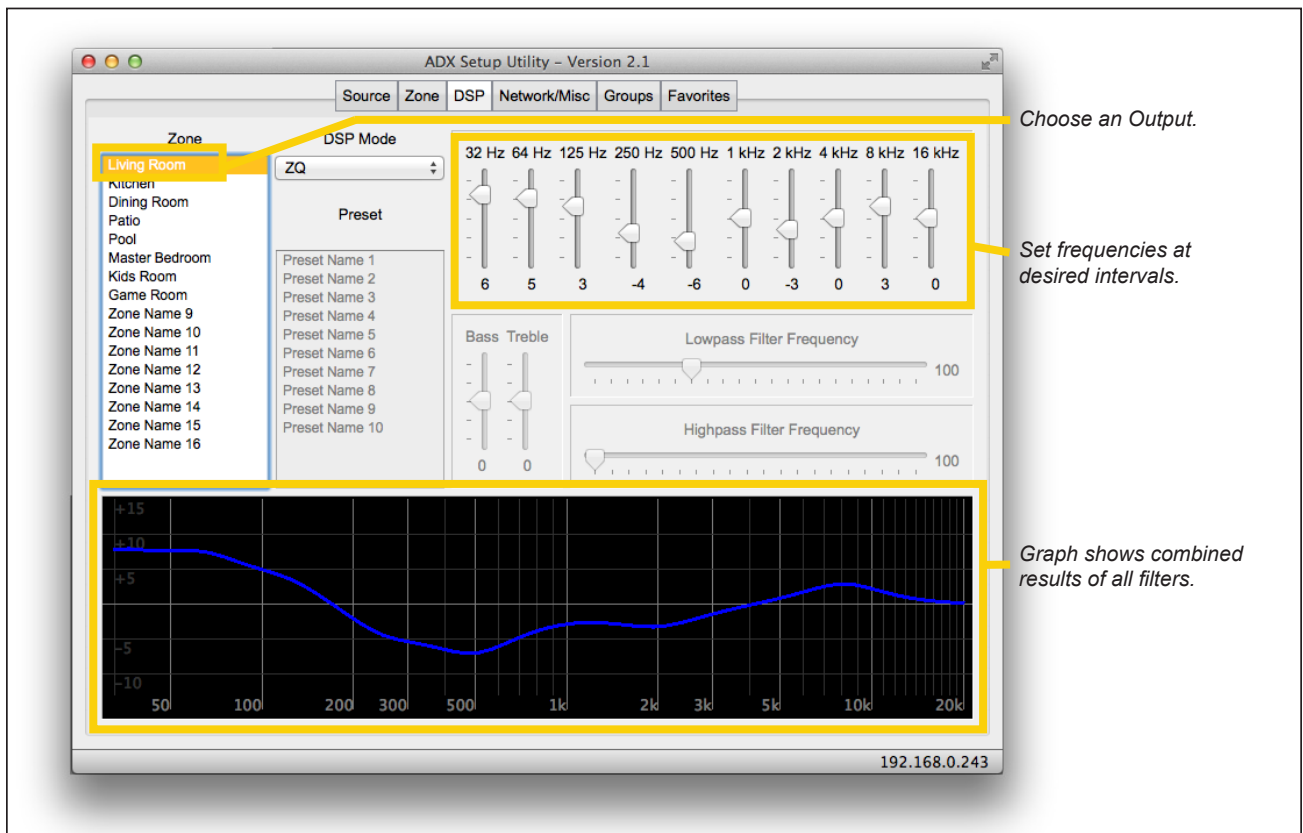 ADX Setup Utility – Version 2.1
Source Zone DSP Network/Misc Groups Favorites
Choose an Output.
Zone
Living Room
Kitchen
Dining Room
Patio
Pool
Master Bedroom
Kids Room
Game Room
Zone Name 9
Zone Name 10
Zone Name 11
Zone Name 12
Zone Name 13
Zone Name 14
Zone Name 15
Zone Name 16
DSP Mode
ZQ
Preset
Preset Name 1
Preset Name 2
Preset Name 3
Preset Name 4
Preset Name 5
Preset Name 6
Preset Name 7
Preset Name 8
Preset Name 9
Preset Name 10
32 Hz 64 Hz 125 Hz 250 Hz 500 Hz 1 kHz 2 kHz 4 kHz 8 kHz 16 kHz
6 5 3 -4 -6 0 -3 0 3 0
Set frequencies at
desired intervals.
Bass Treble
0 0
Lowpass Filter Frequency
100
Highpass Filter Frequency
100
+15
+10
+5
-5
-10
50 100 200 300 500 1k 2k 3k 5k 10k 20k
Graph shows combined
results of all filters.
192.168.0.243